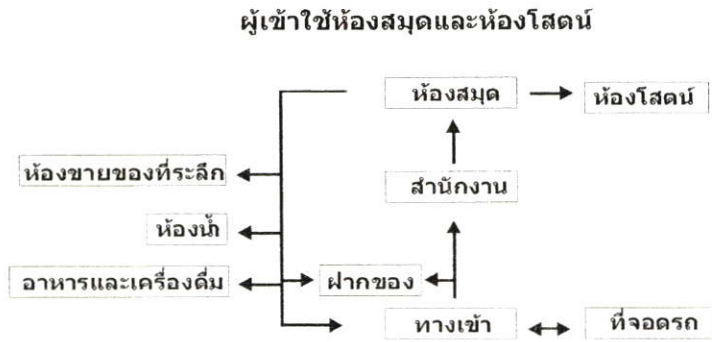 ผู้เข้าใช้ห้องสมุดและห้องโสตน์
ห้องสมุด
ห้องโสตน์
ห้องขายของที่ระลึก
สำนักงาน
ห้องน้ำ
อาหารและเครื่องดื่ม
ฝากของ
ทางเข้า
ที่จอดรถ